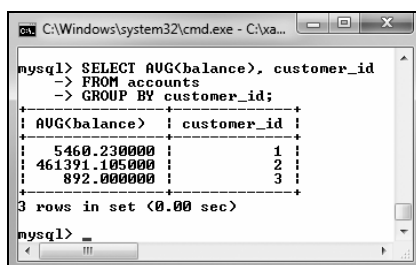 C:\Windows\system32\cmd.exe - C:\xa...
mysql> SELECT AVG(balance), customer_id
-> FROM accounts
-> GROUP BY customer_id;
+---------------+-------------+
| AVG(balance) | customer_id |
+---------------+-------------+
| 5460.230000 | 1 |
| 461391.105000 | 2 |
| 892.000000 | 3 |
+---------------+-------------+
3 rows in set (0.00 sec)
mysql> _